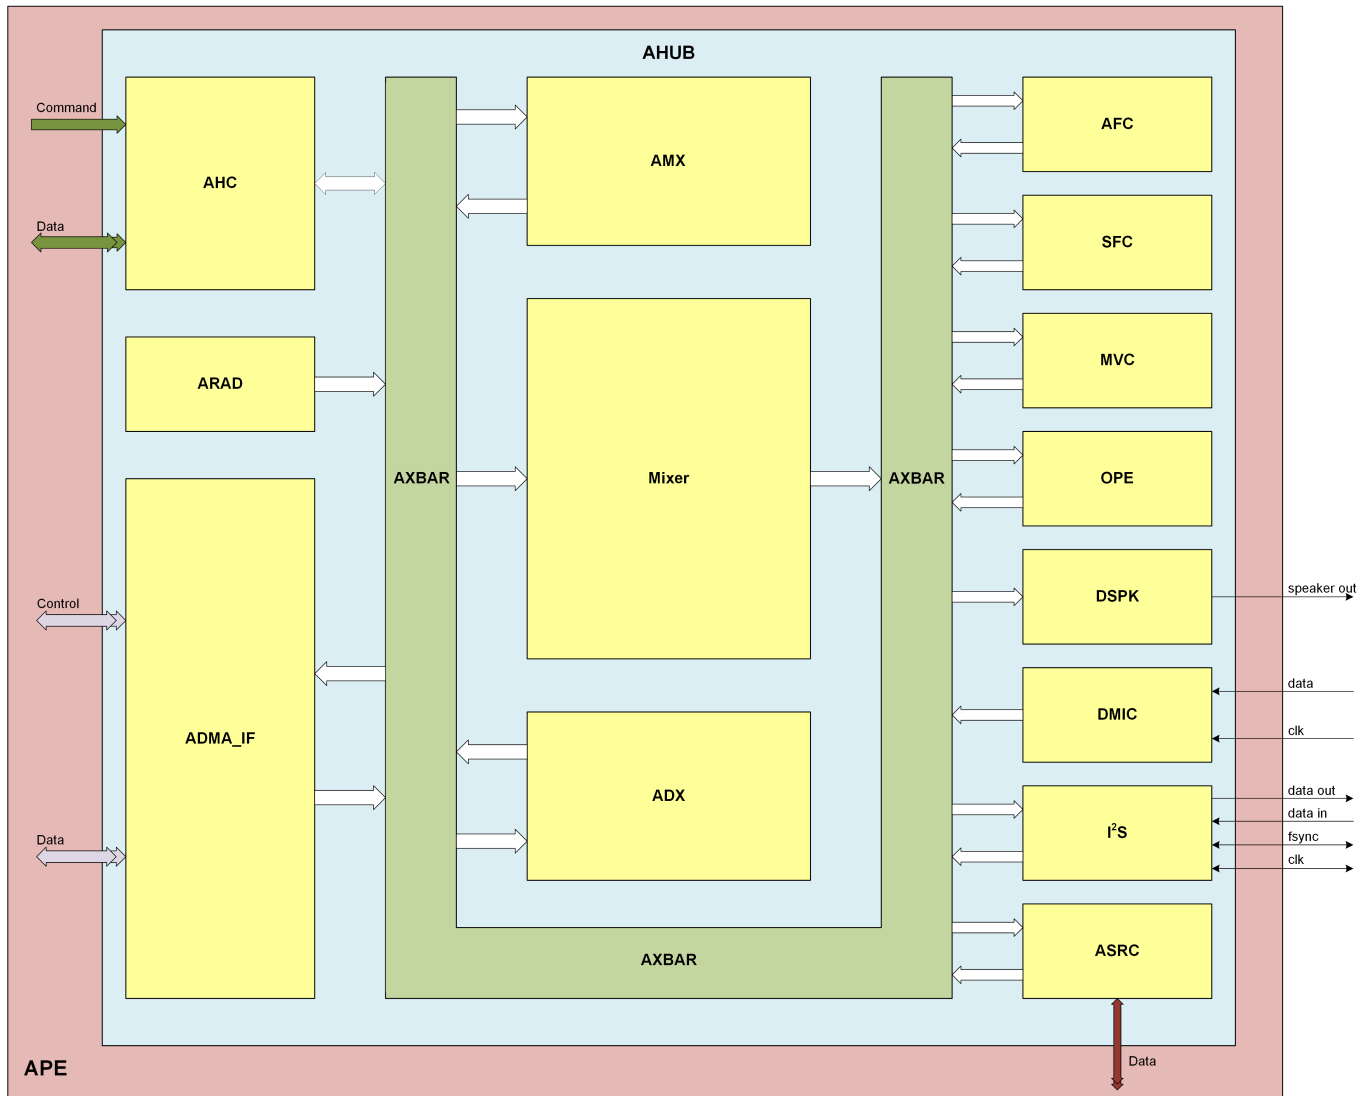 AHUB
Command
AHC
Data
ARAD
ADMA_IF
Control
Data
AXBAR
AMX
Mixer
ADX
AXBAR
AXBAR
AFC
SFC
MVC
OPE
DSPK
speaker out
DMIC
data
clk
I²S
data out
data in
fsync
clk
ASRC
Data
APE